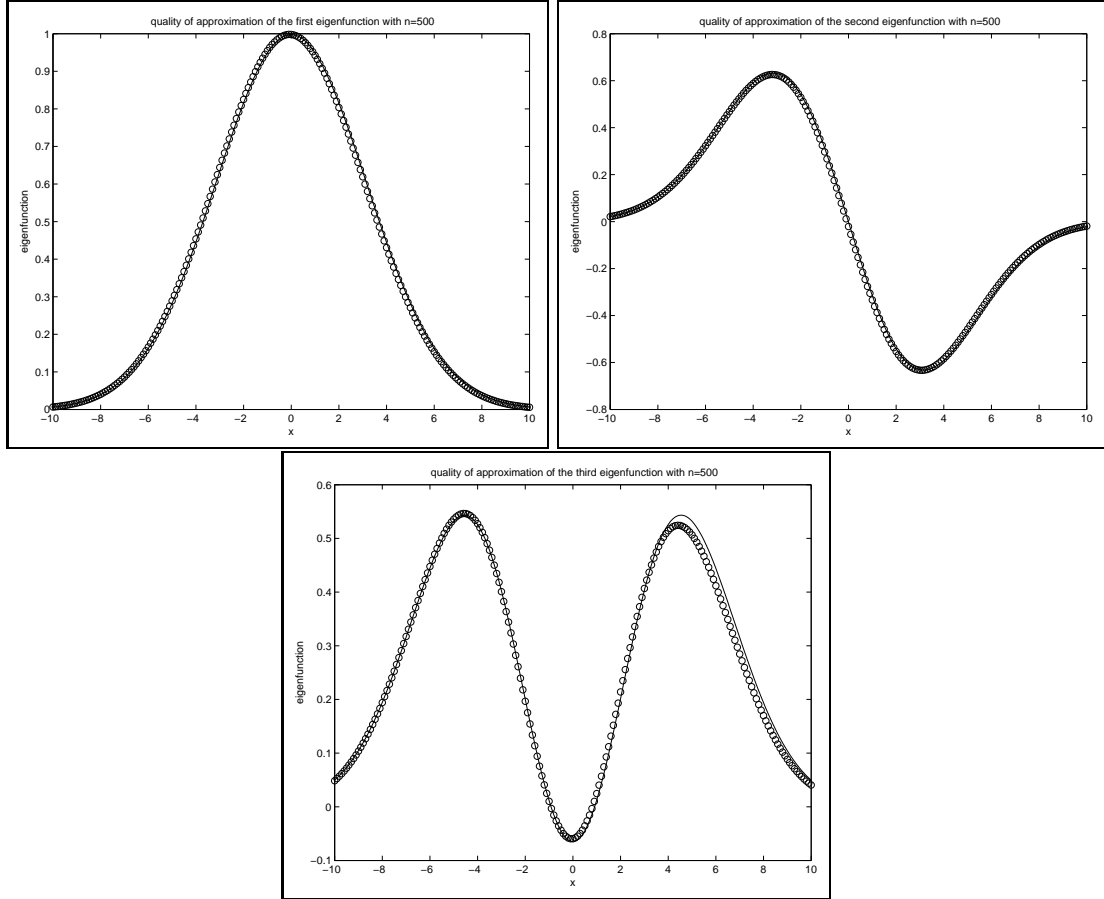 quality of approximation of the first eigenfunction with n=500
1
0.9
0.8
0.7
0.6
0.5
0.4
0.3
0.2
0.1
0
eigenfunction
−10 −8 −6 −4 −2 0 2 4 6 8 10
x
quality of approximation of the second eigenfunction with n=500
0.8
0.6
0.4
0.2
0
−0.2
−0.4
−0.6
−0.8
eigenfunction
−10 −8 −6 −4 −2 0 2 4 6 8 10
x
quality of approximation of the third eigenfunction with n=500
0.6
0.5
0.4
0.3
0.2
0.1
0
−0.1
eigenfunction
−10 −8 −6 −4 −2 0 2 4 6 8 10
x